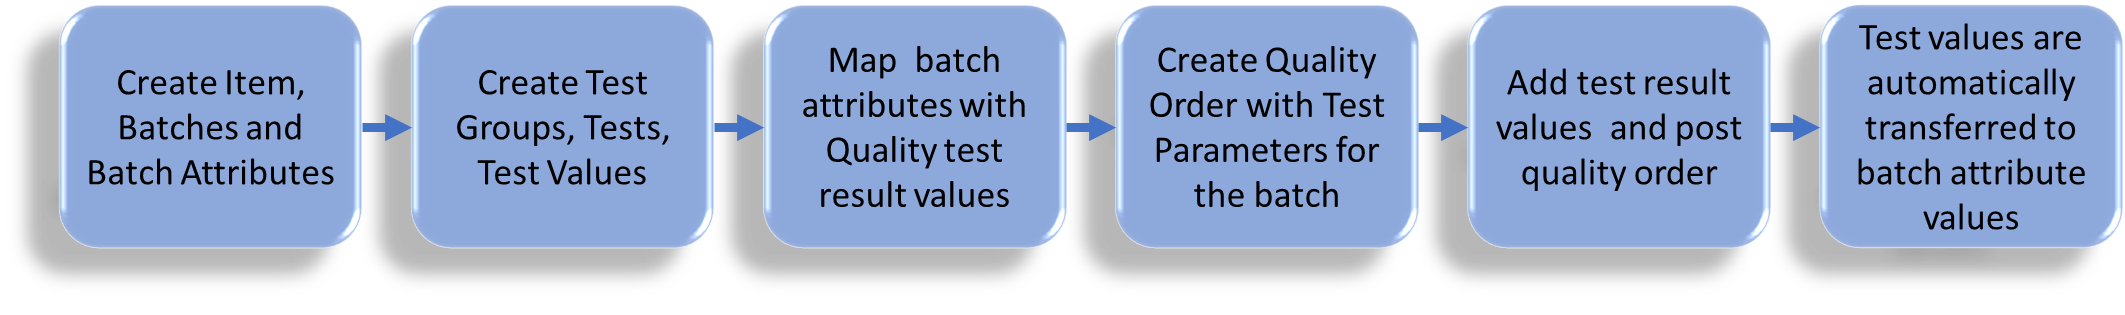 Create Item,
Batches and
Batch Attributes
Create Test
Groups, Tests,
Test Values
Map  batch
attributes with
Quality test
result values
Create Quality
Order with Test
Parameters for
the batch
Add test result
values  and post
quality order
Test values are
automatically
transferred to
batch attribute
values